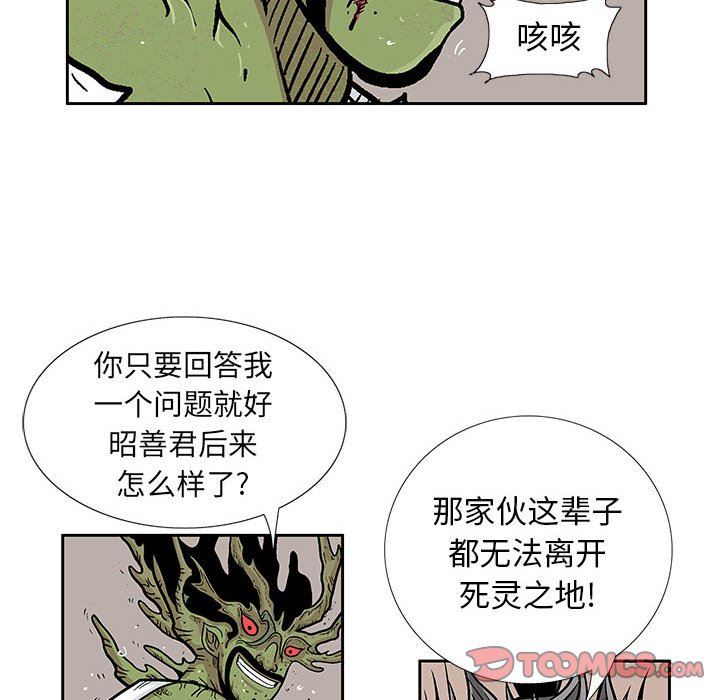 咳咳
你只要回答我
一个问题就好
昭善君后来
怎么样了?
那家伙这辈子
都无法离开
死灵之地!
TOOMICS.COM